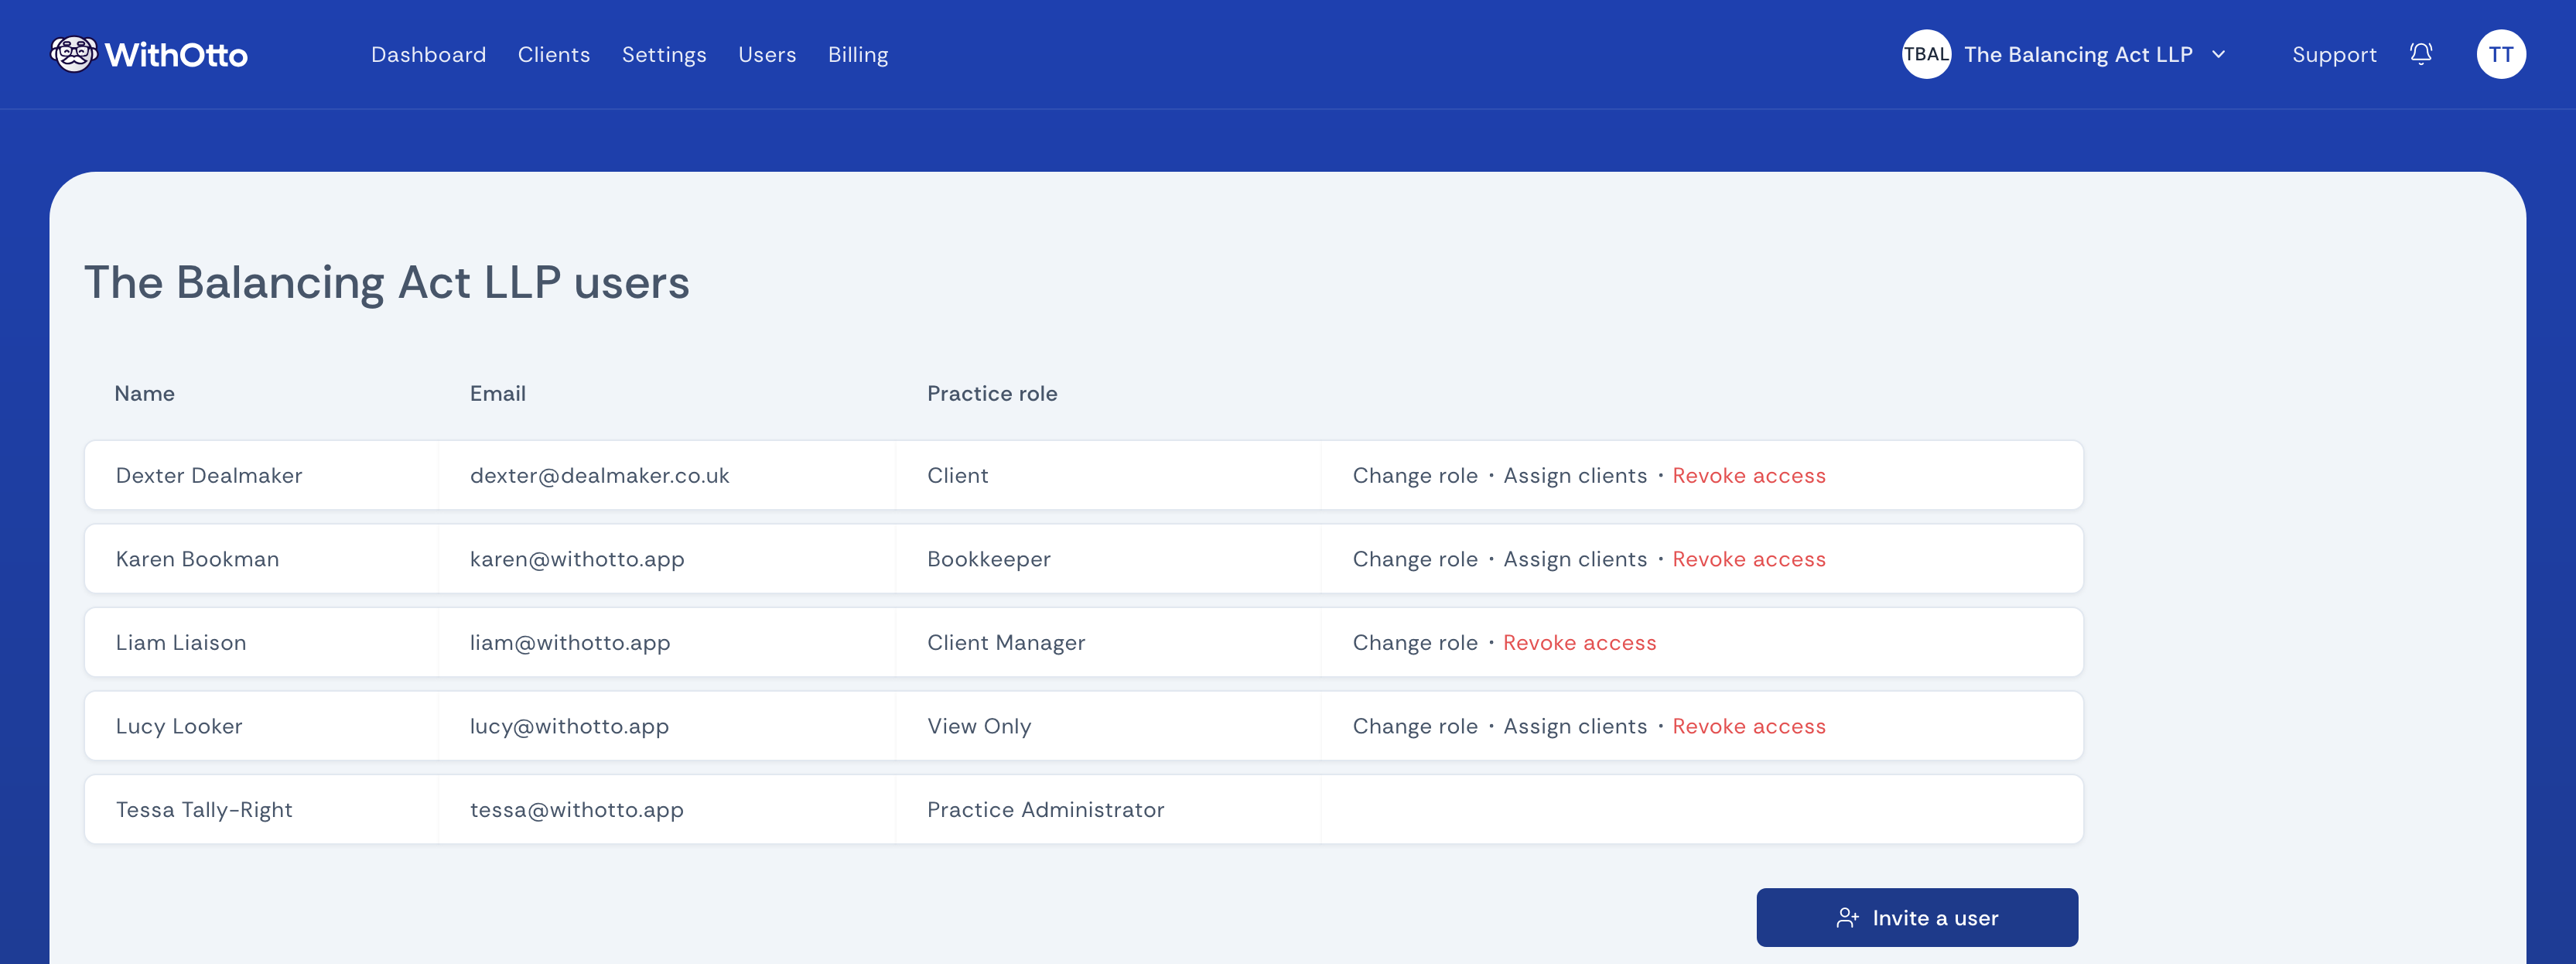 WithOtto Dashboard Clients Settings Users Billing TBAL The Balancing Act LLP Support TT
The Balancing Act LLP users
Name Email Practice role
Dexter Dealmaker dexter@dealmaker.co.uk Client Change role · Assign clients · Revoke access
Karen Bookman karen@withotto.app Bookkeeper Change role · Assign clients · Revoke access
Liam Liaison liam@withotto.app Client Manager Change role · Revoke access
Lucy Looker lucy@withotto.app View Only Change role · Assign clients · Revoke access
Tessa Tally-Right tessa@withotto.app Practice Administrator
Invite a user